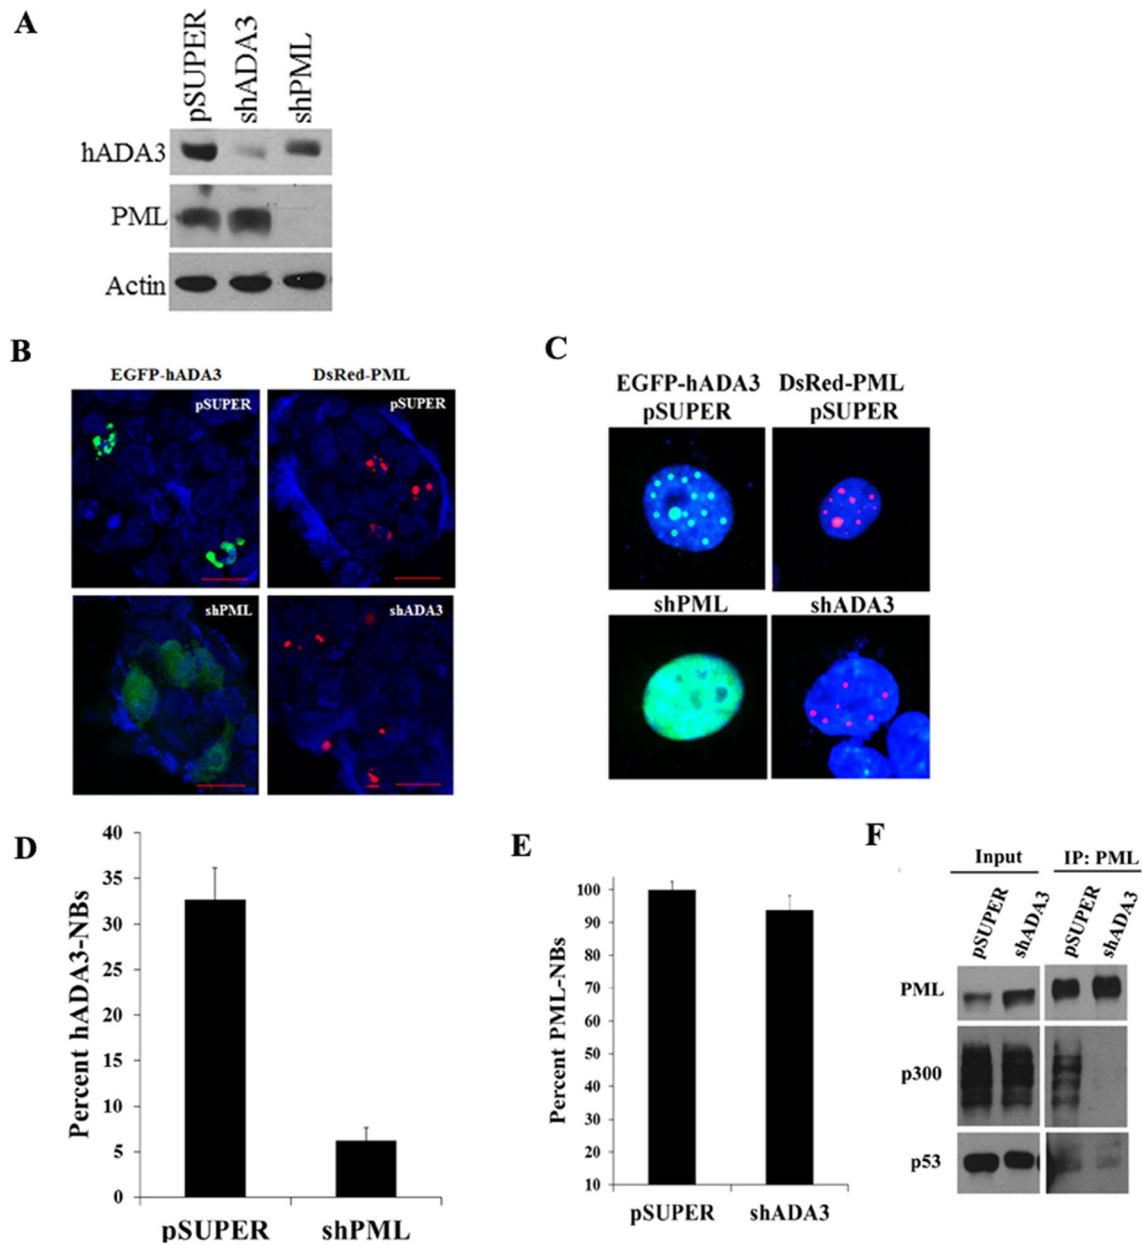 A
pSUPER
shADA3
shPML
hADA3
PML
Actin
B
EGFP-hADA3
DsRed-PML
pSUPER
pSUPER
shPML
shADA3
C
EGFP-hADA3
pSUPER
DsRed-PML
pSUPER
shPML
shADA3
D
Percent hADA3-NBs
40
35
30
25
20
15
10
5
0
pSUPER
shPML
E
Percent PML-NBs
100
90
80
70
60
50
40
30
20
10
pSUPER
shADA3
F
Input
IP: PML
pSUPER
shADA3
pSUPER
shADA3
PML
p300
p53